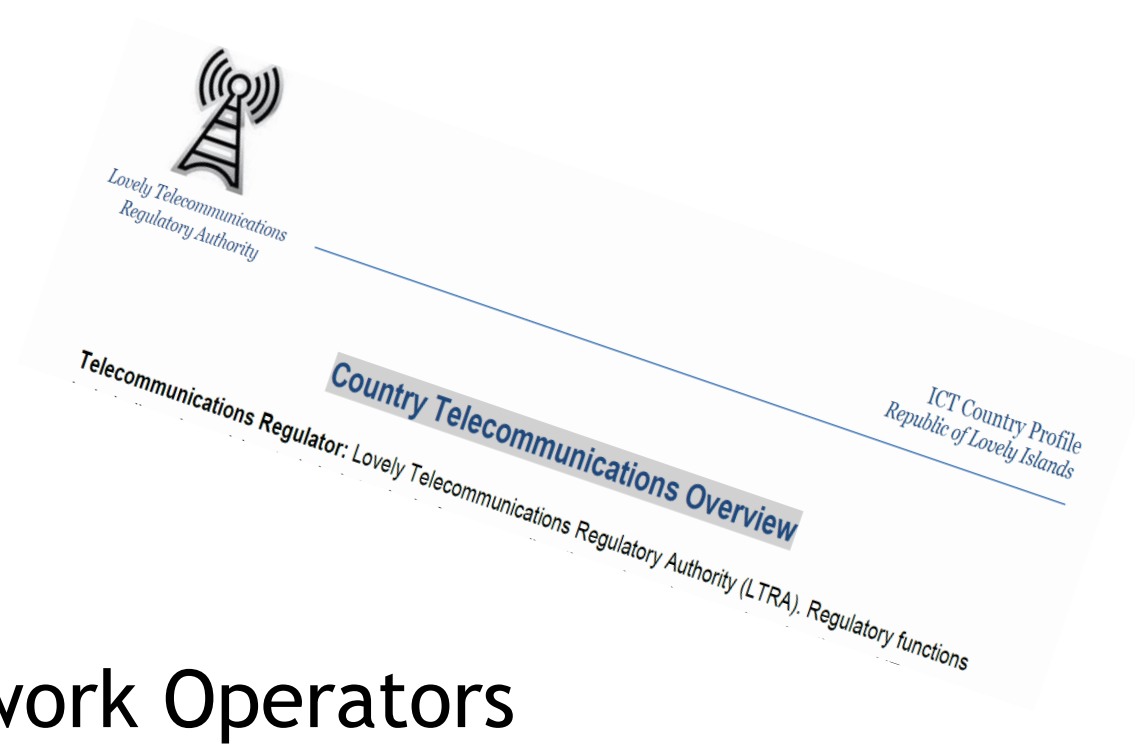 Lovely Telecommunications
Regulatory Authority
ICT Country Profile
Republic of Lovely Islands
Country Telecommunications Overview
Telecommunications Regulator: Lovely Telecommunications Regulatory Authority (LTRA). Regulatory functions
Operators